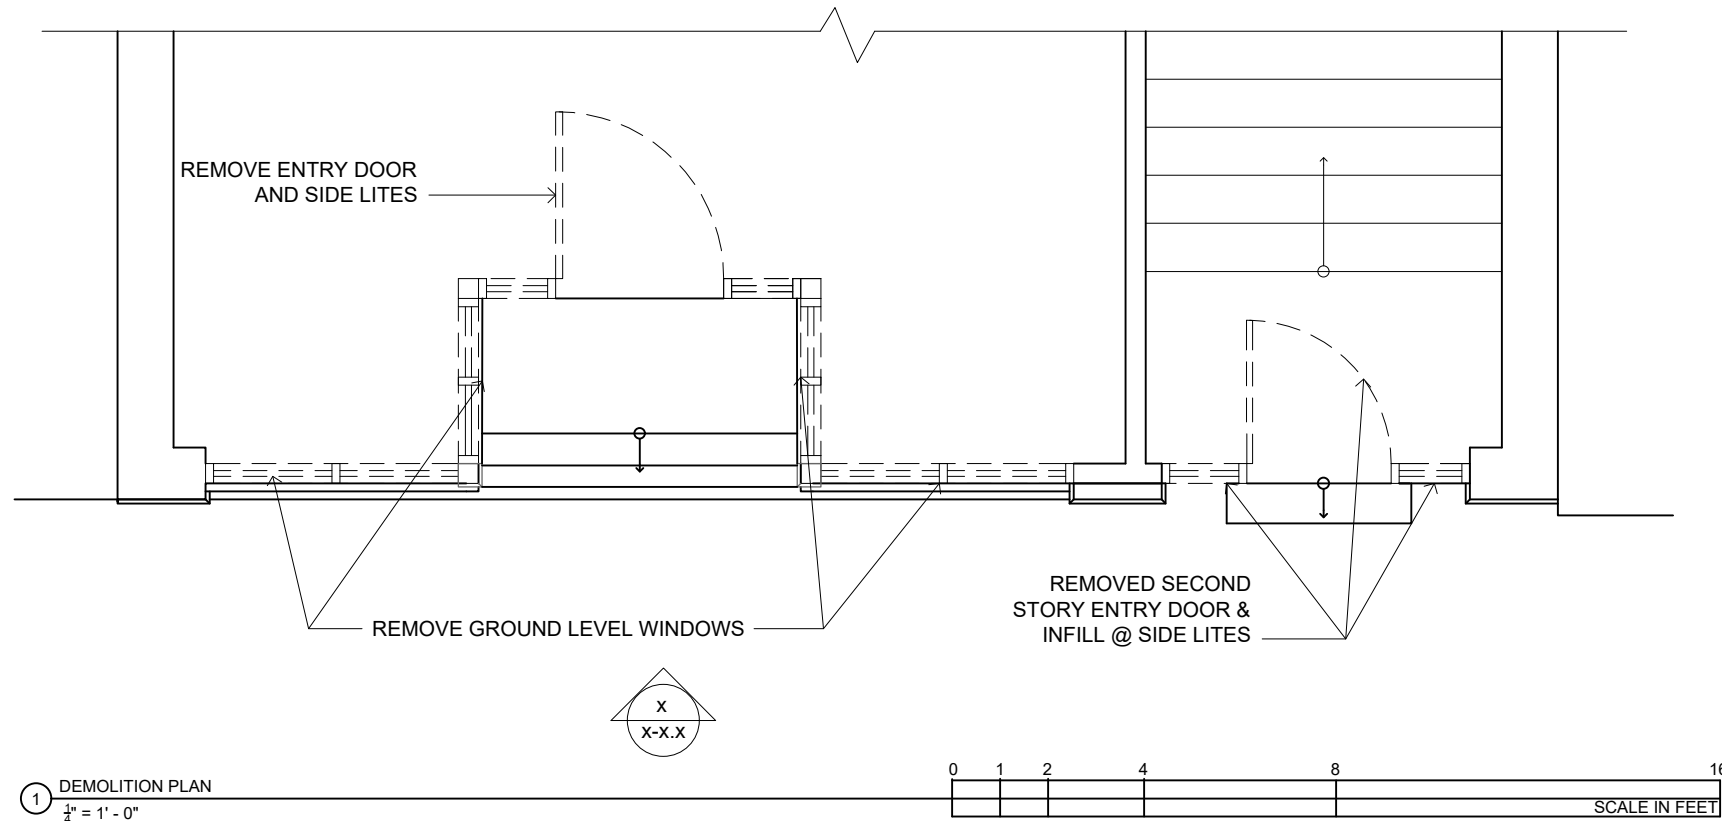 REMOVE ENTRY DOOR
AND SIDE LITES
REMOVE GROUND LEVEL WINDOWS
REMOVED SECOND
STORY ENTRY DOOR &
INFILL @ SIDE LITES
X
X-X.X
1
DEMOLITION PLAN
1/4" = 1' - 0"
0 1 2 4 8 16
SCALE IN FEET